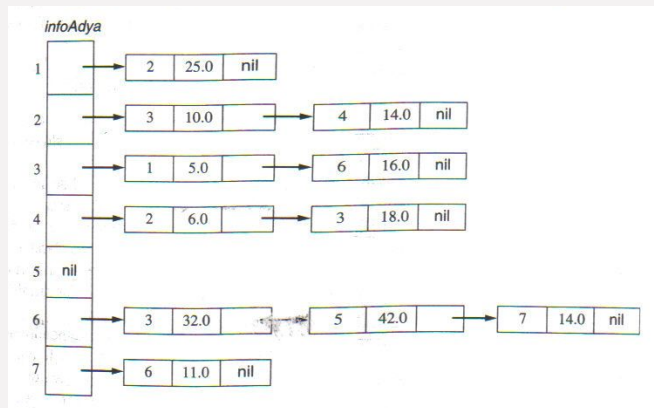 infoAdya
1 2 25.0 nil
2 3 10.0 4 14.0 nil
3 1 5.0 6 16.0 nil
4 2 6.0 3 18.0 nil
5 nil
6 3 32.0 5 42.0 7 14.0 nil
7 6 11.0 nil